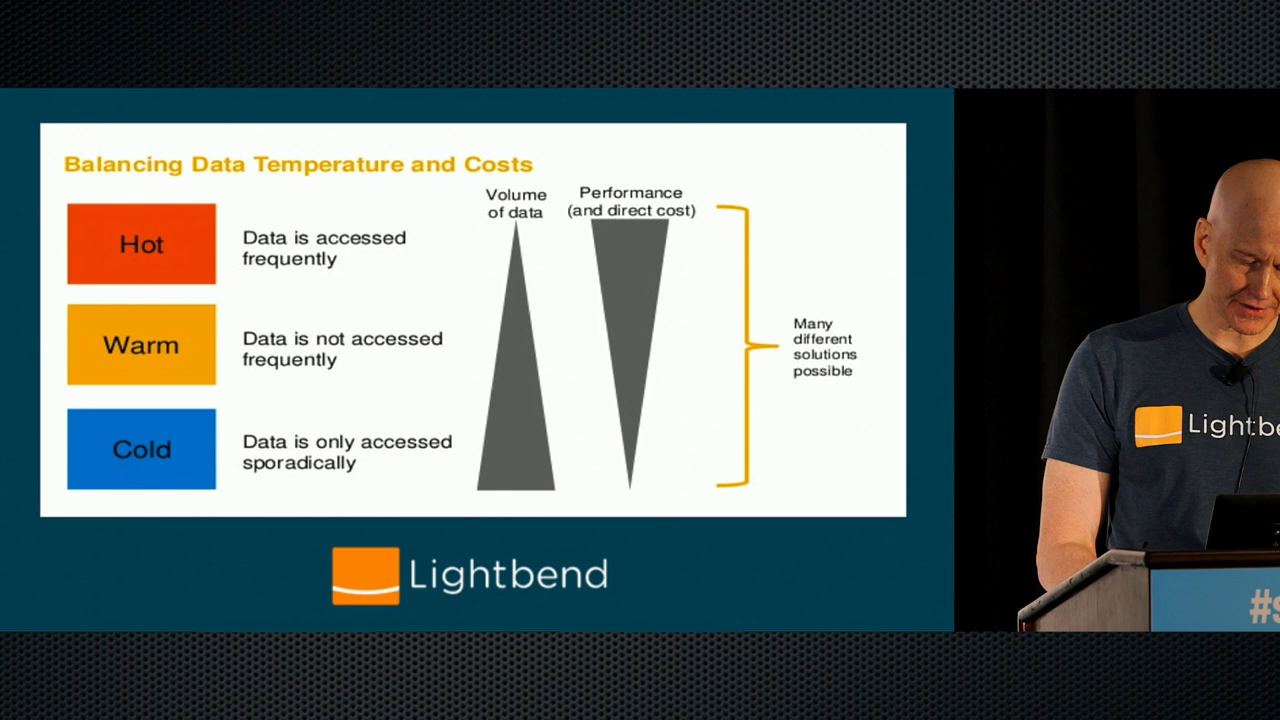 Balancing Data Temperature and Costs
Volume
of data
Performance
(and direct cost)
Hot
Data is accessed
frequently
Warm
Data is not accessed
frequently
Cold
Data is only accessed
sporadically
Many
different
solutions
possible
Lightbend
Lightbe
#s